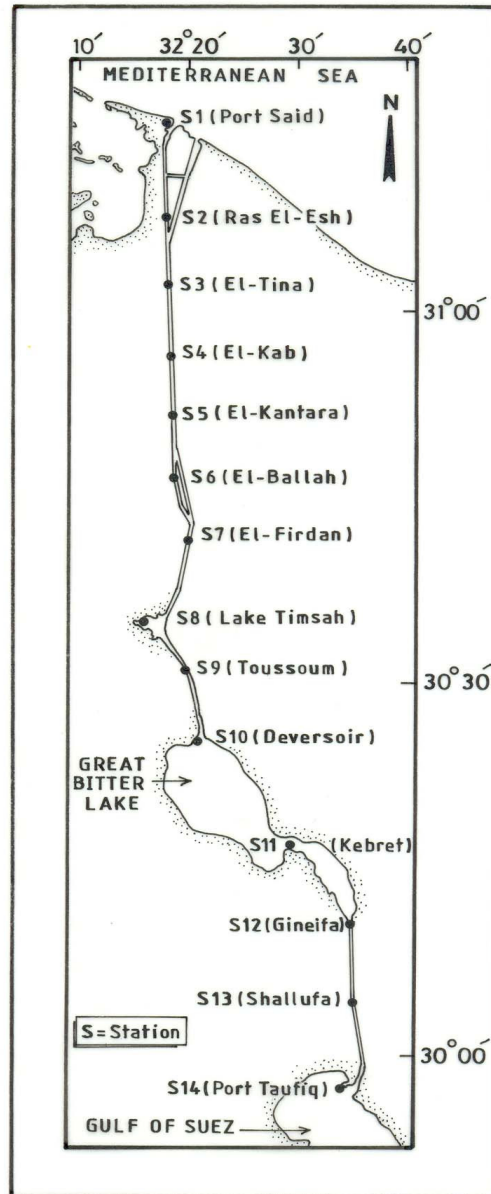 10′ 32°20′ 30′ 40′
MEDITERRANEAN SEA
N
S1 (Port Said)
S2 (Ras El-Esh)
S3 (El-Tina)
31°00′
S4 (El-Kab)
S5 (El-Kantara)
S6 (El-Ballah)
S7 (El-Firdan)
S8 (Lake Timsah)
S9 (Toussoum)
30°30′
S10 (Deversoir)
GREAT
BITTER
LAKE
S11 (Kebret)
S12 (Gineifa)
S13 (Shallufa)
S=Station
30°00′
S14 (Port Taufiq)
GULF OF SUEZ